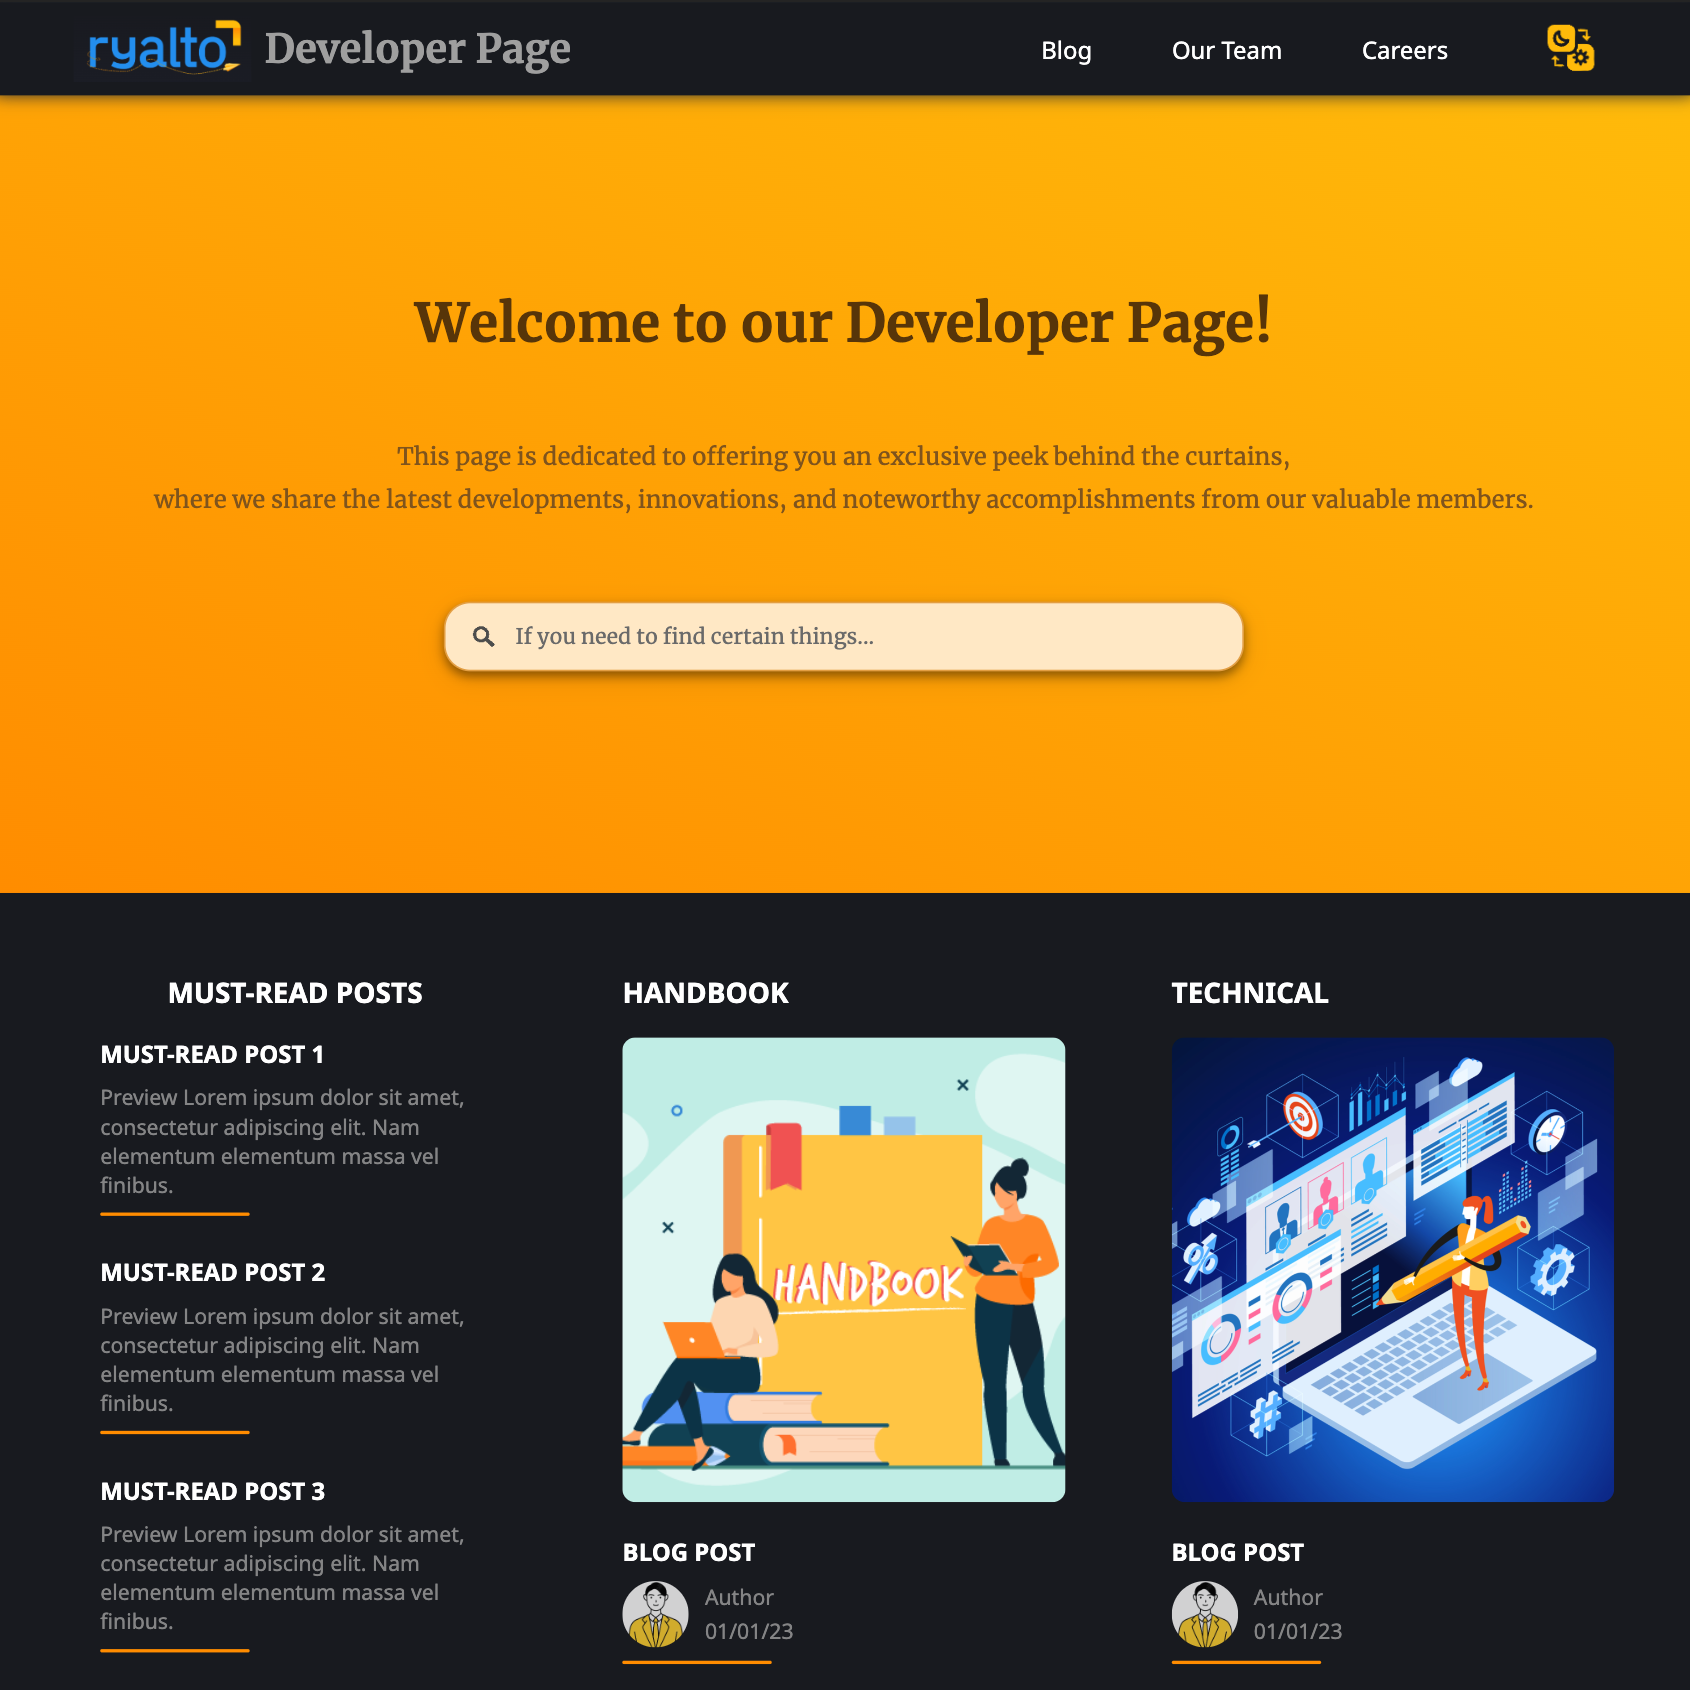 ryalto Developer Page
Blog
Our Team
Careers
Welcome to our Developer Page!
This page is dedicated to offering you an exclusive peek behind the curtains,
where we share the latest developments, innovations, and noteworthy accomplishments from our valuable members.
If you need to find certain things...
MUST-READ POSTS
MUST-READ POST 1
Preview Lorem ipsum dolor sit amet,
consectetur adipiscing elit. Nam
elementum elementum massa vel
finibus.
MUST-READ POST 2
Preview Lorem ipsum dolor sit amet,
consectetur adipiscing elit. Nam
elementum elementum massa vel
finibus.
MUST-READ POST 3
Preview Lorem ipsum dolor sit amet,
consectetur adipiscing elit. Nam
elementum elementum massa vel
finibus.
HANDBOOK
HANDBOOK
BLOG POST
Author
01/01/23
TECHNICAL
%
#
BLOG POST
Author
01/01/23